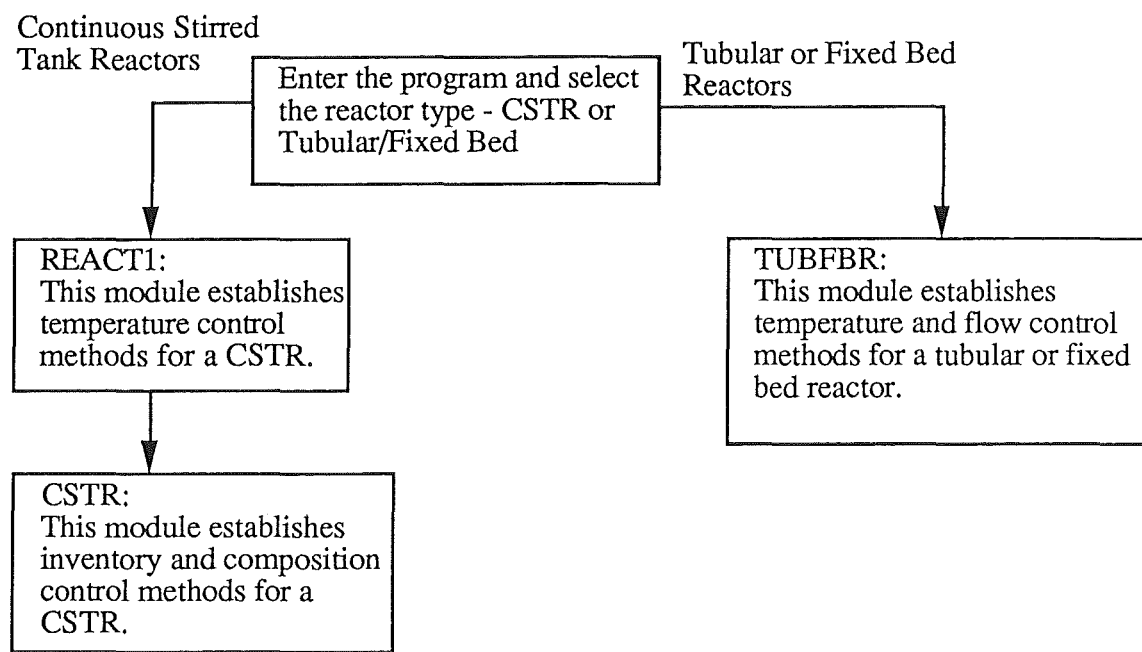 Continuous Stirred
Tank Reactors
Enter the program and select
the reactor type - CSTR or
Tubular/Fixed Bed
Tubular or Fixed Bed
Reactors
REACT1:
This module establishes
temperature control
methods for a CSTR.
TUBFBR:
This module establishes
temperature and flow control
methods for a tubular or fixed
bed reactor.
CSTR:
This module establishes
inventory and composition
control methods for a
CSTR.